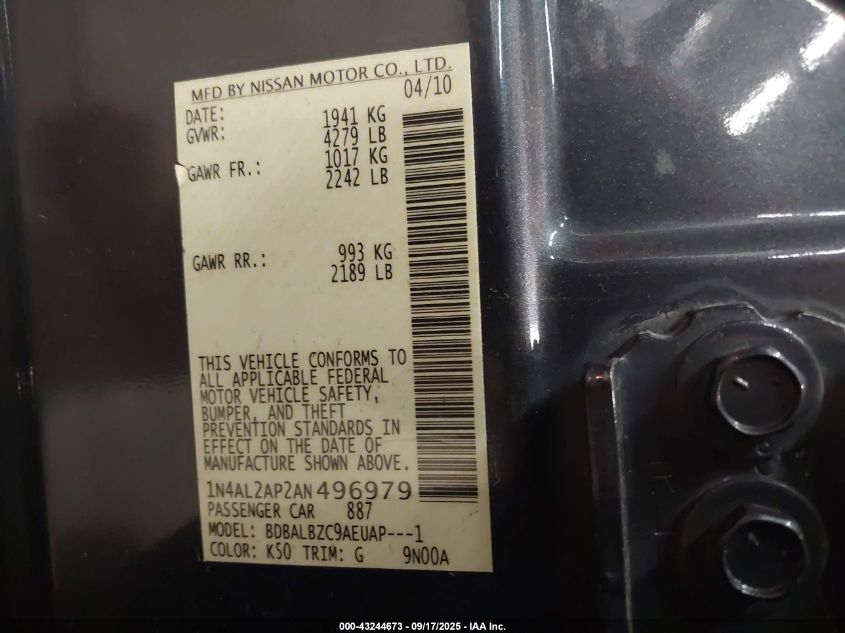 MFD BY NISSAN MOTOR CO., LTD.
04/10
DATE: 1941 KG
GVWR: 4279 LB
GAWR FR.: 1017 KG
2242 LB
GAWR RR.: 993 KG
2189 LB
THIS VEHICLE CONFORMS TO
ALL APPLICABLE FEDERAL
MOTOR VEHICLE SAFETY,
BUMPER, AND THEFT
PREVENTION STANDARDS IN
EFFECT ON THE DATE OF
MANUFACTURE SHOWN ABOVE.
1N4AL2AP2AN496979
PASSENGER CAR 887
MODEL: BDBALBZC9AEUAP---1
COLOR: K50 TRIM: G 9N00A
000-43244673 - 09/17/2025 - IAA Inc.